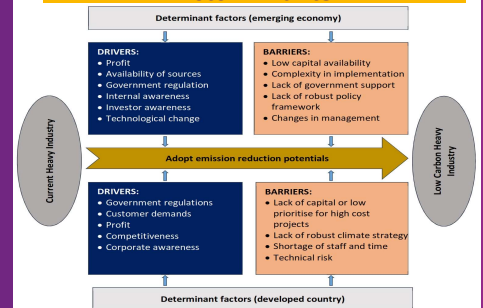 Determinant factors (emerging economy)
DRIVERS:
• Profit
• Availability of sources
• Government regulation
• Internal awareness
• Investor awareness
• Technological change
BARRIERS:
• Low capital availability
• Complexity in implementation
• Lack of government support
• Lack of robust policy
framework
• Changes in management
Current Heavy Industry
Adopt emission reduction potentials
Low Carbon Heavy
Industry
DRIVERS:
• Government regulations
• Customer demands
• Profit
• Competitiveness
• Corporate awareness
BARRIERS:
• Lack of capital or low
prioritise for high cost
projects
• Lack of robust climate strategy
• Shortage of staff and time
• Technical risk
Determinant factors (developed country)